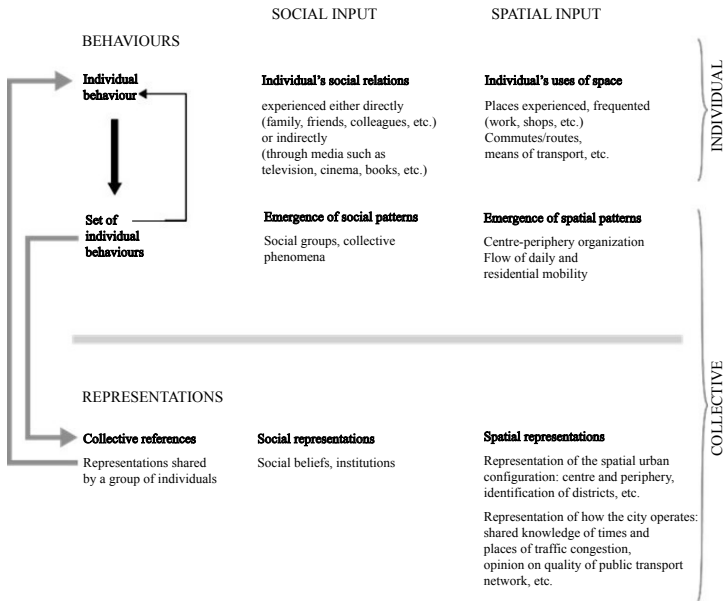 SOCIAL INPUT
SPATIAL INPUT
BEHAVIOURS
Individual
behaviour
Individual’s social relations
experienced either directly
(family, friends, colleagues, etc.)
or indirectly
(through media such as
television, cinema, books, etc.)
Individual’s uses of space
Places experienced, frequented
(work, shops, etc.)
Commutes/routes,
means of transport, etc.
INDIVIDUAL
Set of
individual
behaviours
Emergence of social patterns
Social groups, collective
phenomena
Emergence of spatial patterns
Centre-periphery organization
Flow of daily and
residential mobility
REPRESENTATIONS
Collective references
Representations shared
by a group of individuals
Social representations
Social beliefs, institutions
Spatial representations
Representation of the spatial urban
configuration: centre and periphery,
identification of districts, etc.
Representation of how the city operates:
shared knowledge of times and
places of traffic congestion,
opinion on quality of public transport
network, etc.
COLLECTIVE